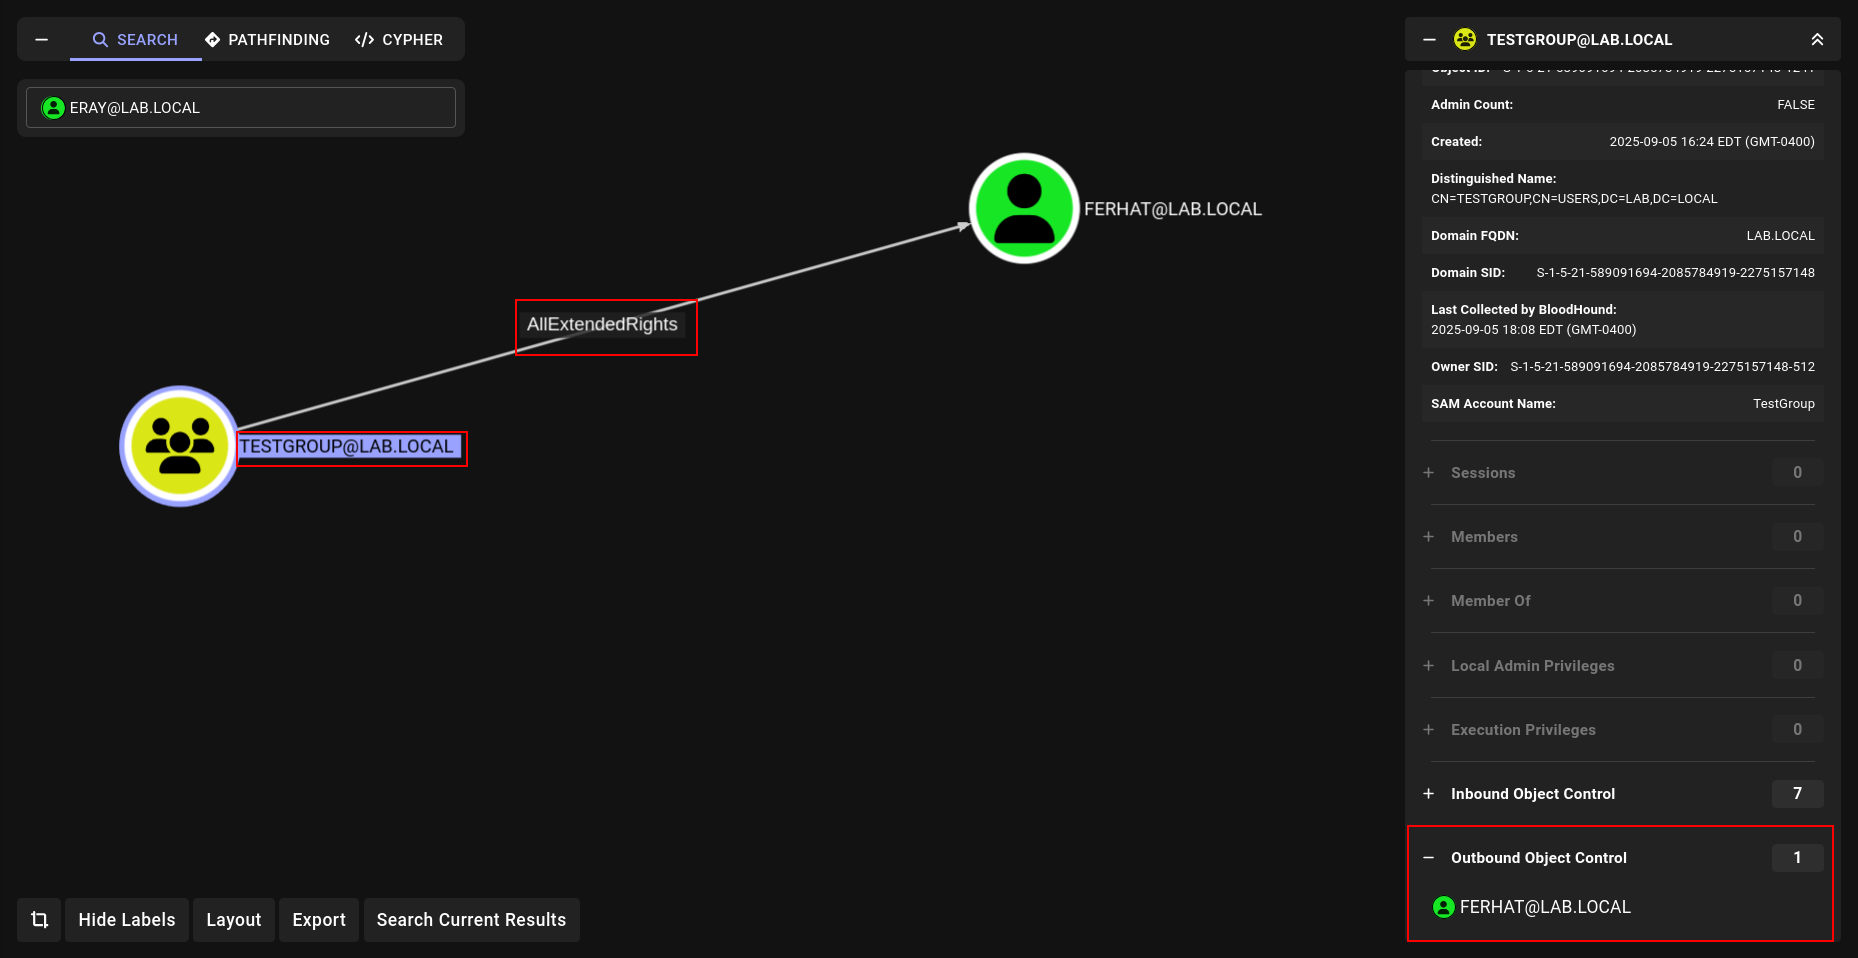 SEARCH
PATHFINDING
CYPHER
ERAY@LAB.LOCAL
FERHAT@LAB.LOCAL
AllExtendedRights
TESTGROUP@LAB.LOCAL
Hide Labels
Layout
Export
Search Current Results
TESTGROUP@LAB.LOCAL
Admin Count: FALSE
Created: 2025-09-05 16:24 EDT (GMT-0400)
Distinguished Name:
CN=TESTGROUP,CN=USERS,DC=LAB,DC=LOCAL
Domain FQDN: LAB.LOCAL
Domain SID: S-1-5-21-589091694-2085784919-2275157148
Last Collected by BloodHound:
2025-09-05 18:08 EDT (GMT-0400)
Owner SID: S-1-5-21-589091694-2085784919-2275157148-512
SAM Account Name: TestGroup
Sessions 0
Members 0
Member Of 0
Local Admin Privileges 0
Execution Privileges 0
Inbound Object Control 7
Outbound Object Control 1
FERHAT@LAB.LOCAL